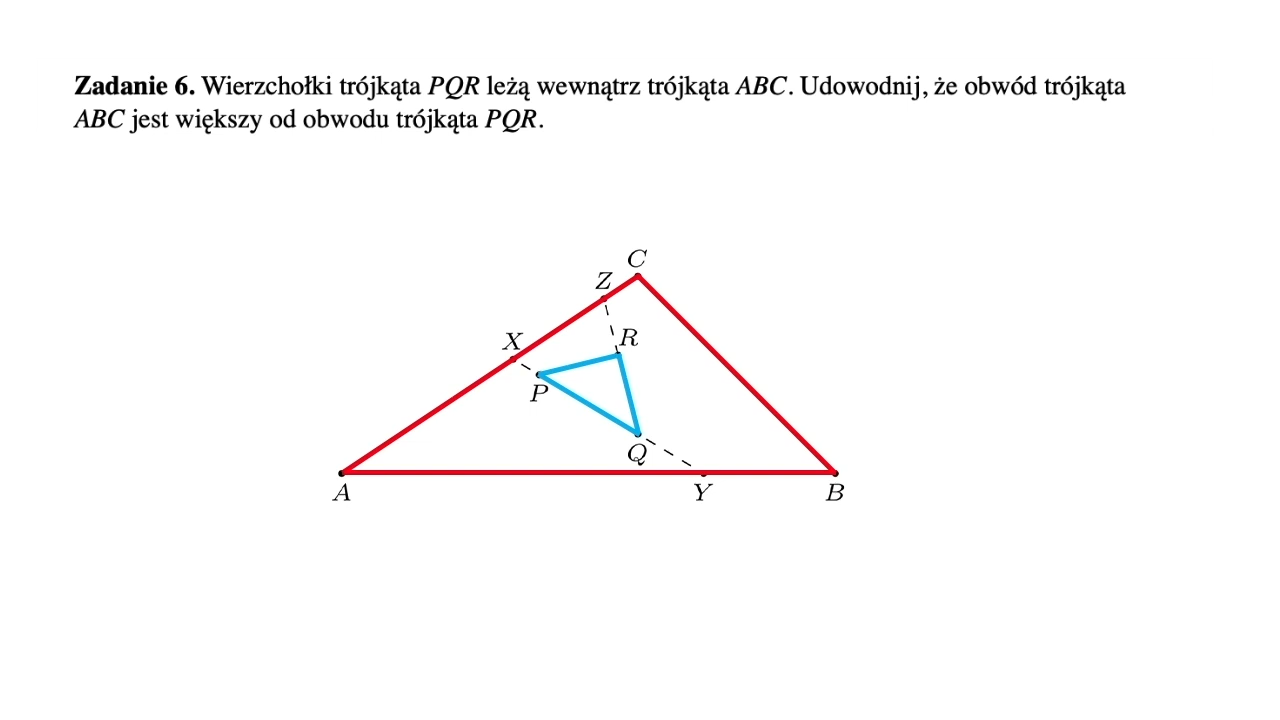 Zadanie 6. Wierzchołki trójkąta PQR leżą wewnątrz trójkąta ABC. Udowodnij, że obwód trójkąta
ABC jest większy od obwodu trójkąta PQR.
C
Z
X
R
P
Q
A
Y
B